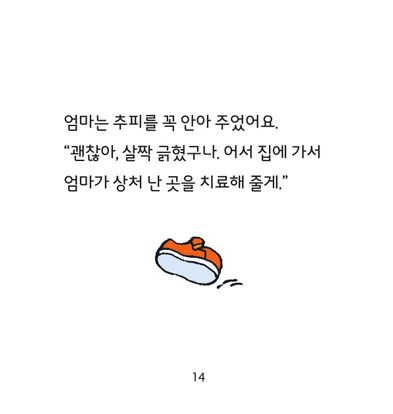 엄마는 추피를 꼭 안아 주었어요.
“괜찮아, 살짝 긁혔구나. 어서 집에 가서
엄마가 상처 난 곳을 치료해 줄게.”
14